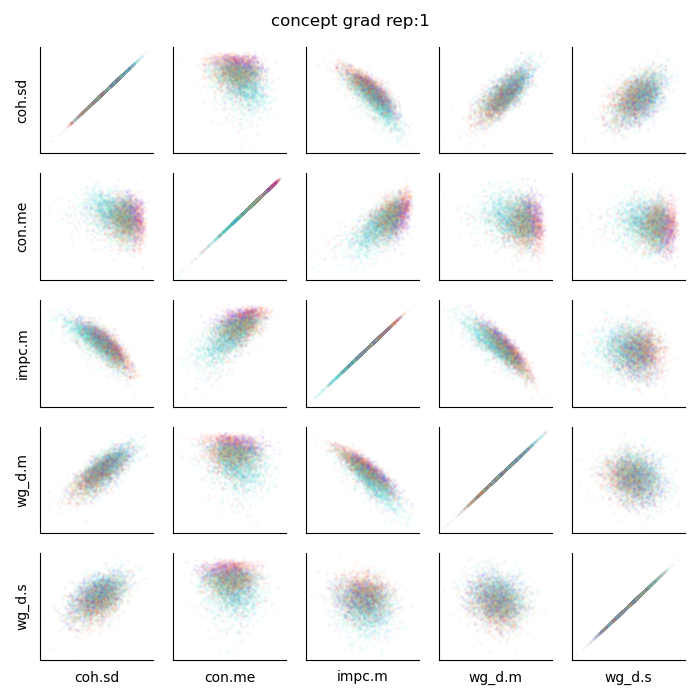 concept grad rep:1
coh.sd
con.me
impc.m
wg_d.m
wg_d.s
coh.sd
con.me
impc.m
wg_d.m
wg_d.s